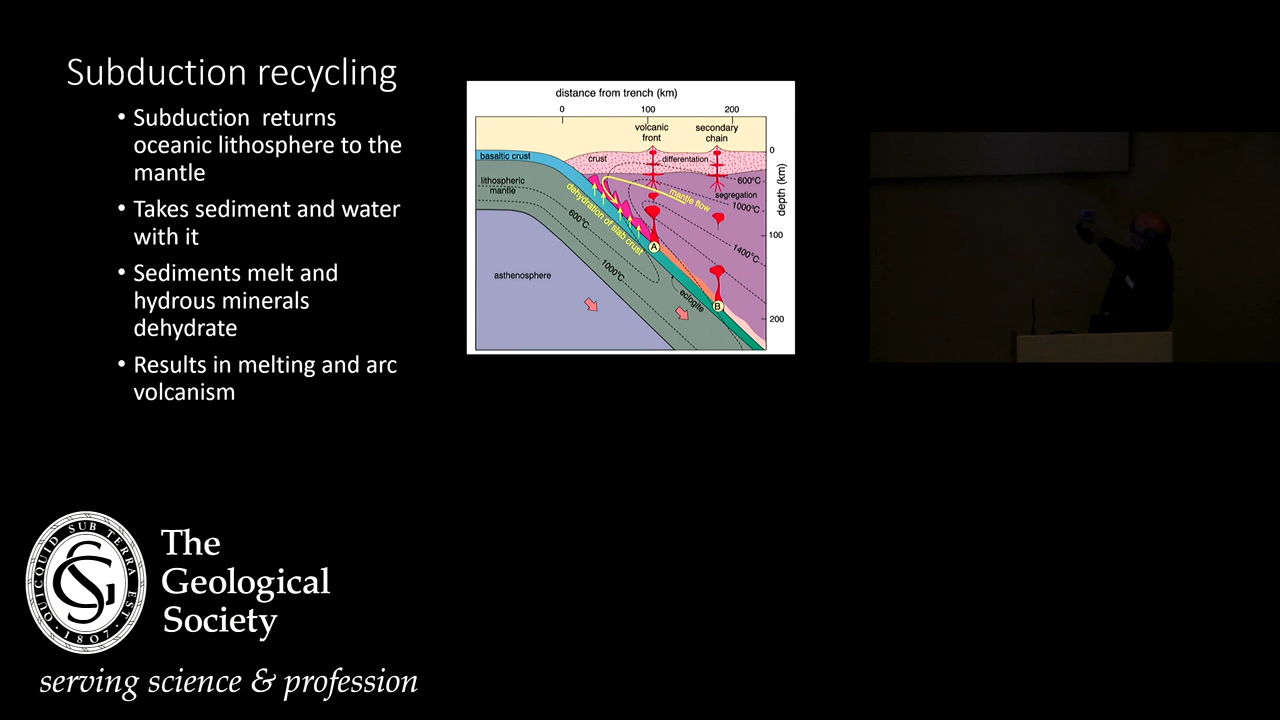 Subduction recycling
• Subduction returns
oceanic lithosphere to the
mantle
• Takes sediment and water
with it
• Sediments melt and
hydrous minerals
dehydrate
• Results in melting and arc
volcanism
distance from trench (km)
0 100 200
volcanic
front
secondary
chain
basaltic crust
crust
differentiation
0
lithospheric
mantle
600°C
segregation
mantle flow
1000°C
depth (km)
dehydration of slab crust
600°C
100
A
1400°C
asthenosphere
1000°C
eclogite
B
200
QUICQUID SUB TERRA EST
· 1807 ·
GS
The
Geological
Society
serving science & profession